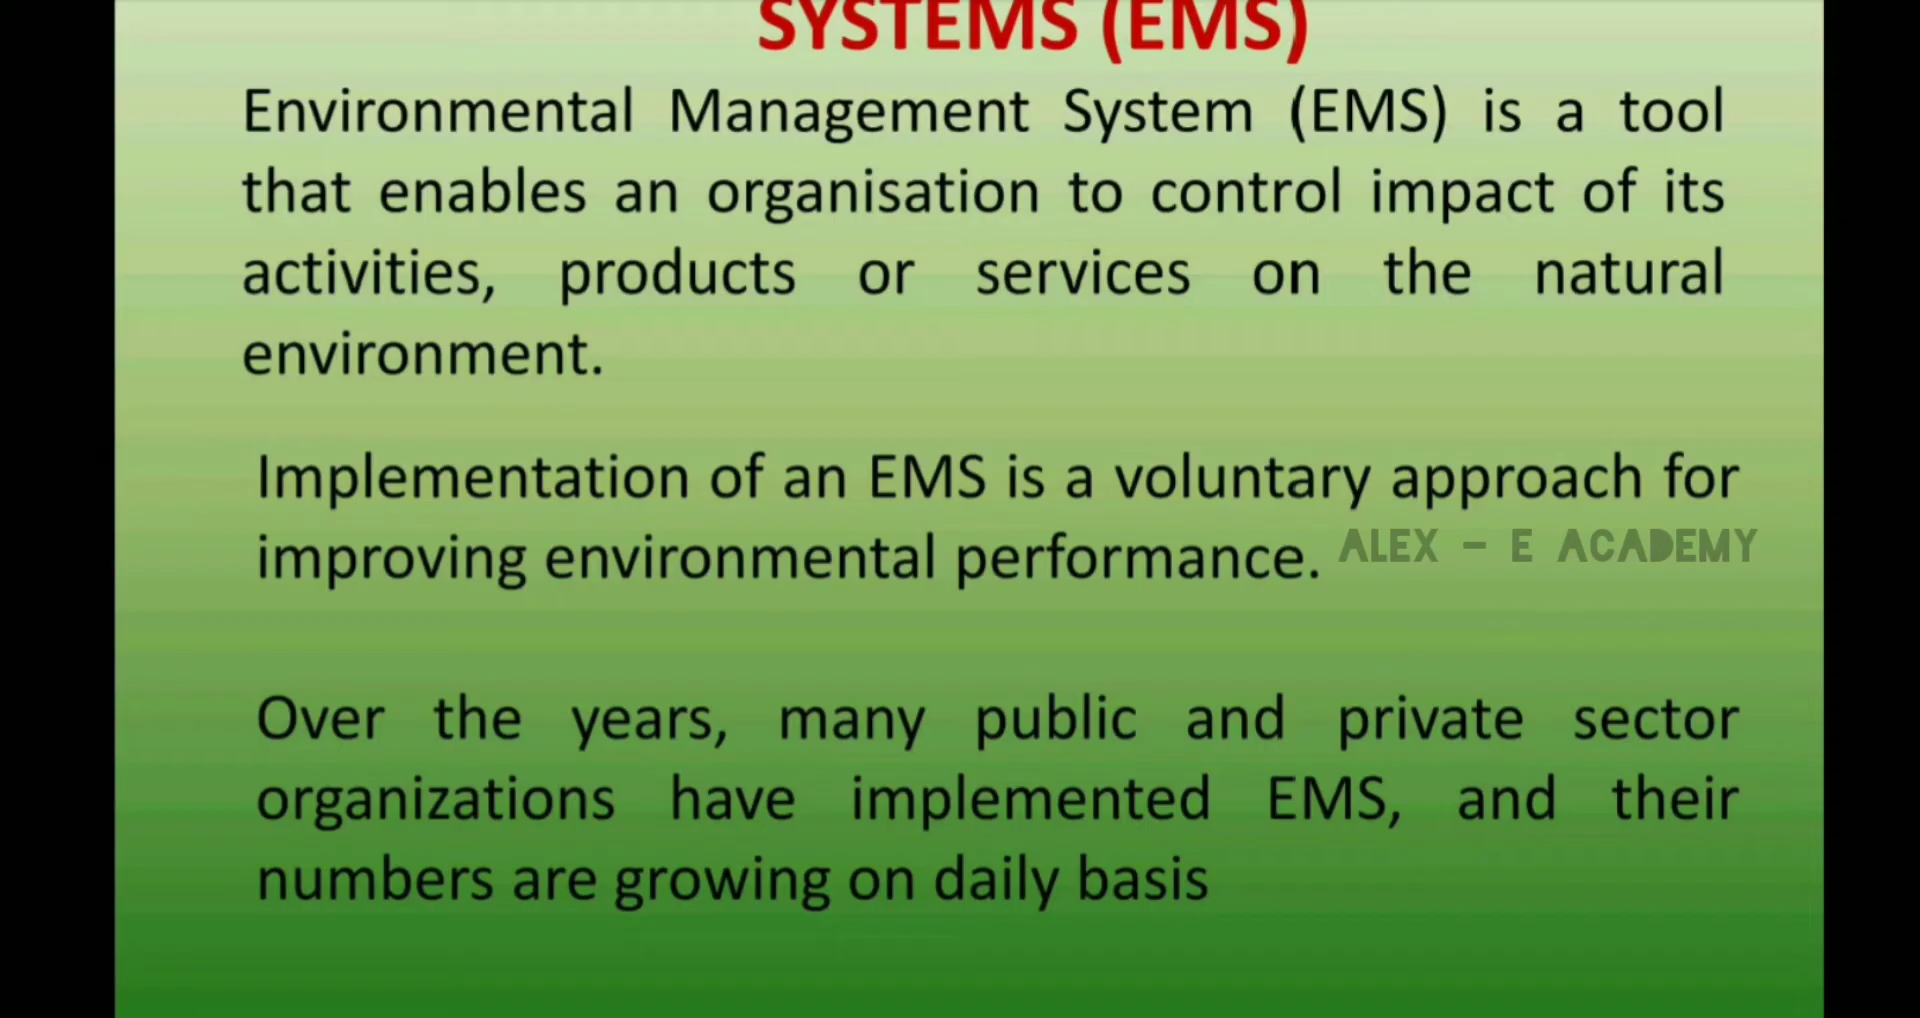 SYSTEMS (EMS)
Environmental Management System (EMS) is a tool
that enables an organisation to control impact of its
activities, products or services on the natural
environment.
Implementation of an EMS is a voluntary approach for
improving environmental performance.
ALEX - E ACADEMY
Over the years, many public and private sector
organizations have implemented EMS, and their
numbers are growing on daily basis